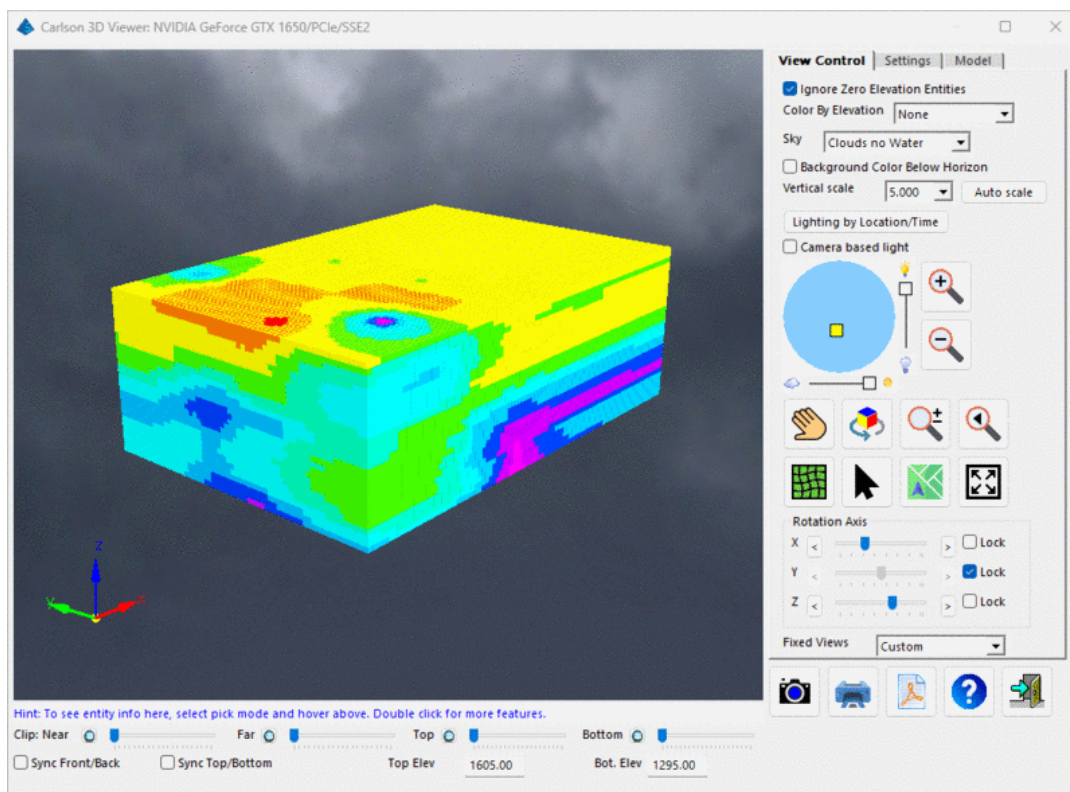 Carlson 3D Viewer: NVIDIA GeForce GTX 1650/PCIe/SSE2
View Control Settings Model
Ignore Zero Elevation Entities
Color By Elevation None
Sky Clouds no Water
Background Color Below Horizon
Vertical scale 5.000 Auto scale
Lighting by Location/Time
Camera based light
Rotation Axis
X < > Lock
Y < > Lock
Z < > Lock
Fixed Views Custom
Z
Y X
Hint: To see entity info here, select pick mode and hover above. Double click for more features.
Clip: Near Far Top Bottom
Sync Front/Back Sync Top/Bottom Top Elev 1605.00 Bot. Elev 1295.00